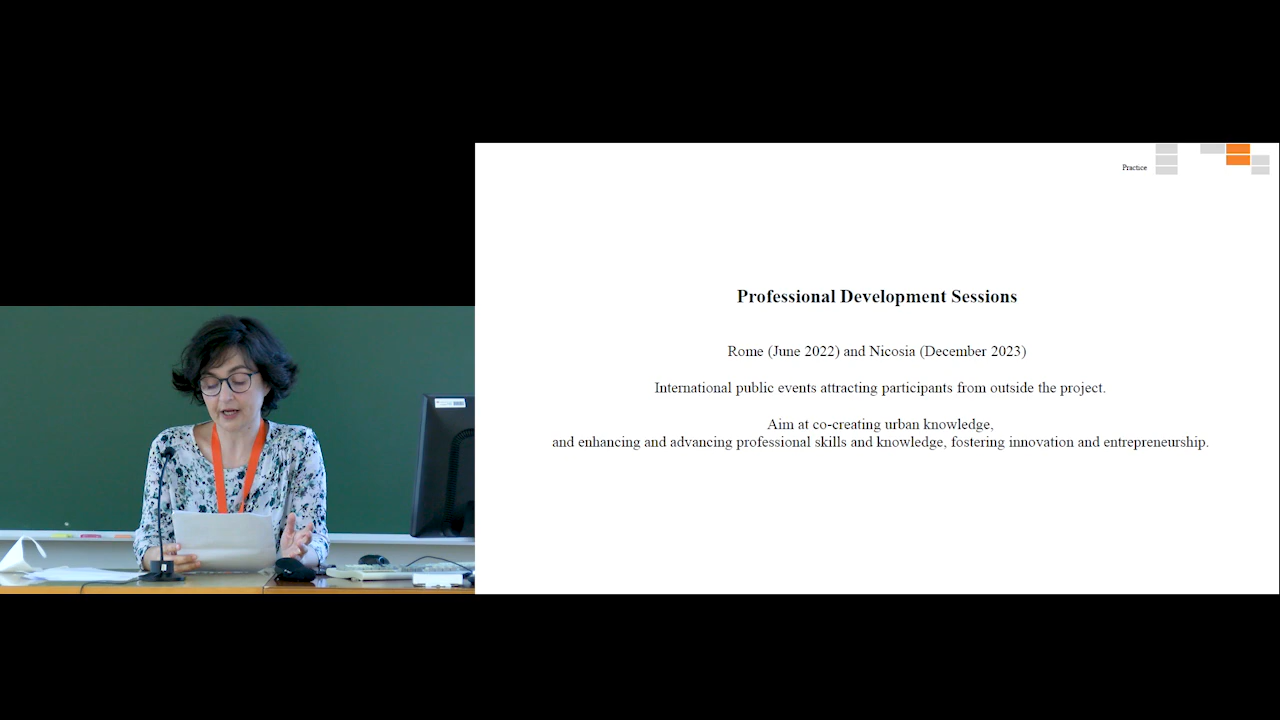 Practice
Professional Development Sessions
Rome (June 2022) and Nicosia (December 2023)
International public events attracting participants from outside the project.
Aim at co-creating urban knowledge,
and enhancing and advancing professional skills and knowledge, fostering innovation and entrepreneurship.